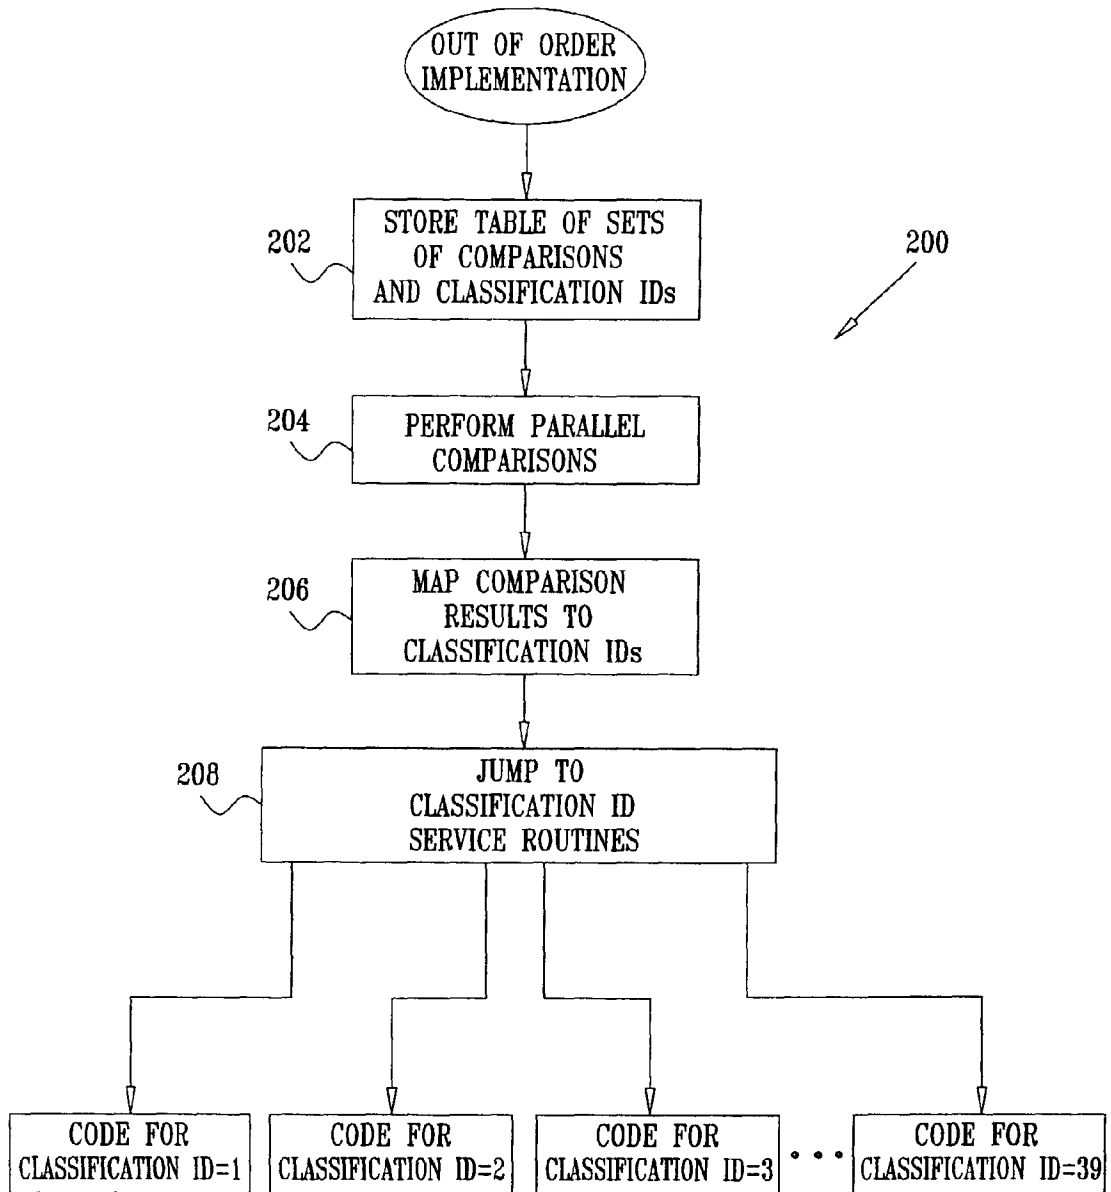 OUT OF ORDER
IMPLEMENTATION
STORE TABLE OF SETS
OF COMPARISONS
AND CLASSIFICATION IDs
202
200
PERFORM PARALLEL
COMPARISONS
204
MAP COMPARISON
RESULTS TO
CLASSIFICATION IDs
206
JUMP TO
CLASSIFICATION ID
SERVICE ROUTINES
208
CODE FOR
CLASSIFICATION ID=1
CODE FOR
CLASSIFICATION ID=2
CODE FOR
CLASSIFICATION ID=3
• • •
CODE FOR
CLASSIFICATION ID=39